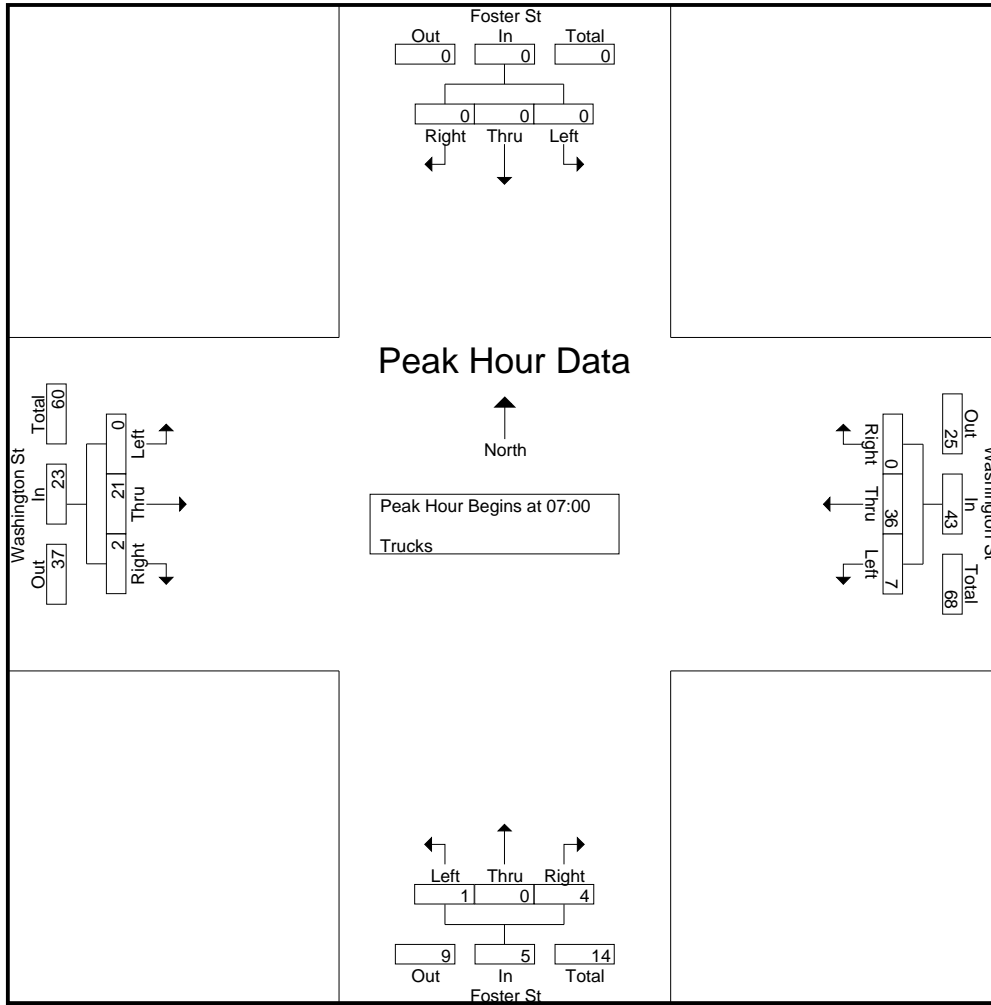 Foster St
Out In Total
0 0 0
0 0 0
Right Thru Left
Peak Hour Data
North
Peak Hour Begins at 07:00
Trucks
Washington St
Total In Out
60 23 37
0 21 2
Left Thru Right
Right Thru Left
0 36 7
25 43 68
Out In Total
Washington St
Left Thru Right
1 0 4
9 5 14
Out In Total
Foster St